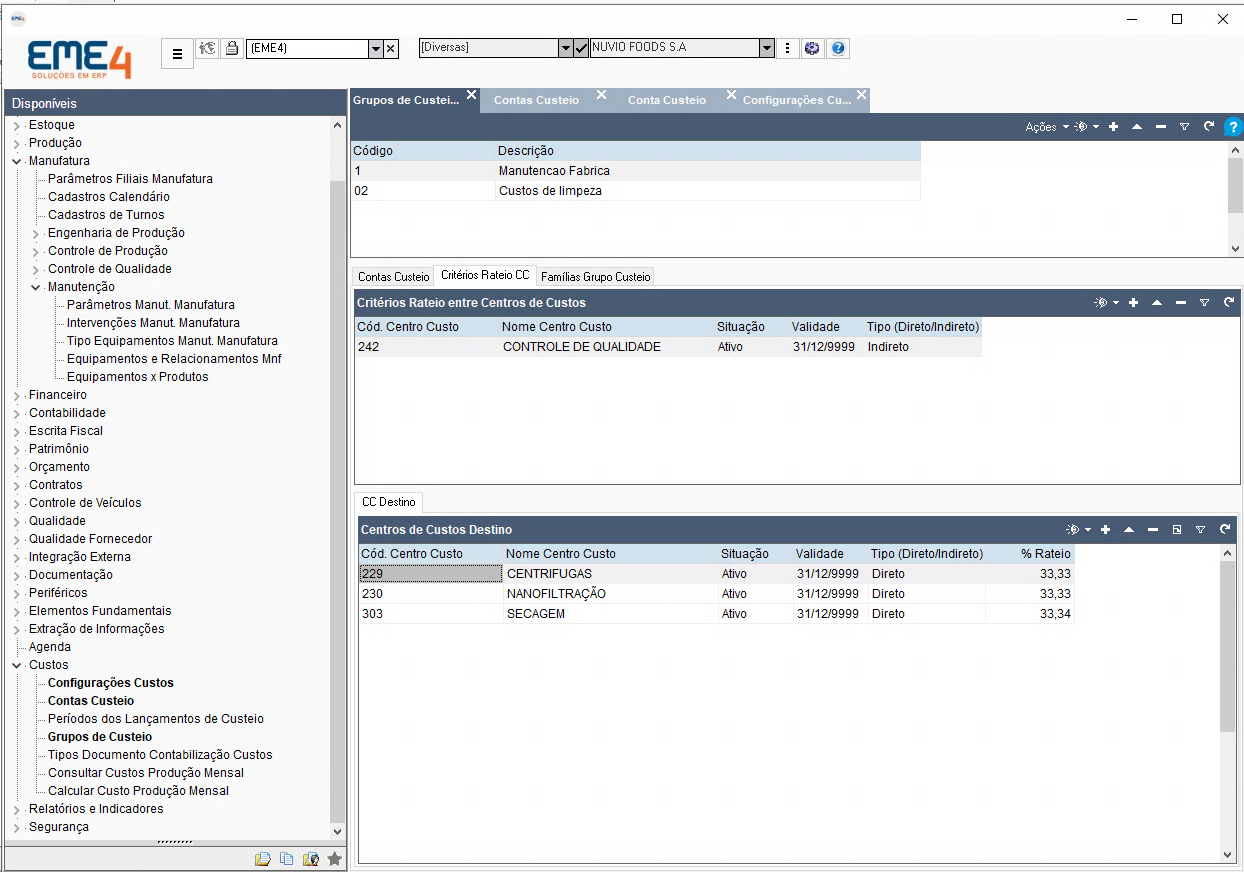 EME4
EME4
SOLUÇÕES EM ERP
(EME4)
[Diversas]
NUVIO FOODS S.A
Disponíveis
Estoque
Produção
Manufatura
Parâmetros Filiais Manufatura
Cadastros Calendário
Cadastros de Turnos
Engenharia de Produção
Controle de Produção
Controle de Qualidade
Manutenção
Parâmetros Manut. Manufatura
Intervenções Manut. Manufatura
Tipo Equipamentos Manut. Manufatura
Equipamentos e Relacionamentos Mnf
Equipamentos x Produtos
Financeiro
Contabilidade
Escrita Fiscal
Patrimônio
Orçamento
Contratos
Controle de Veículos
Qualidade
Qualidade Fornecedor
Integração Externa
Documentação
Periféricos
Elementos Fundamentais
Extração de Informações
Agenda
Custos
Configurações Custos
Contas Custeio
Períodos dos Lançamentos de Custeio
Grupos de Custeio
Tipos Documento Contabilização Custos
Consultar Custos Produção Mensal
Calcular Custo Produção Mensal
Relatórios e Indicadores
Segurança
Grupos de Custei... Contas Custeio Conta Custeio Configurações Cu...
Ações
Código Descrição
1 Manutencao Fabrica
02 Custos de limpeza
Contas Custeio Critérios Rateio CC Famílias Grupo Custeio
Critérios Rateio entre Centros de Custos
Cód. Centro Custo Nome Centro Custo Situação Validade Tipo (Direto/Indireto)
242 CONTROLE DE QUALIDADE Ativo 31/12/9999 Indireto
CC Destino
Centros de Custos Destino
Cód. Centro Custo Nome Centro Custo Situação Validade Tipo (Direto/Indireto) % Rateio
229 CENTRIFUGAS Ativo 31/12/9999 Direto 33,33
230 NANOFILTRAÇÃO Ativo 31/12/9999 Direto 33,33
303 SECAGEM Ativo 31/12/9999 Direto 33,34